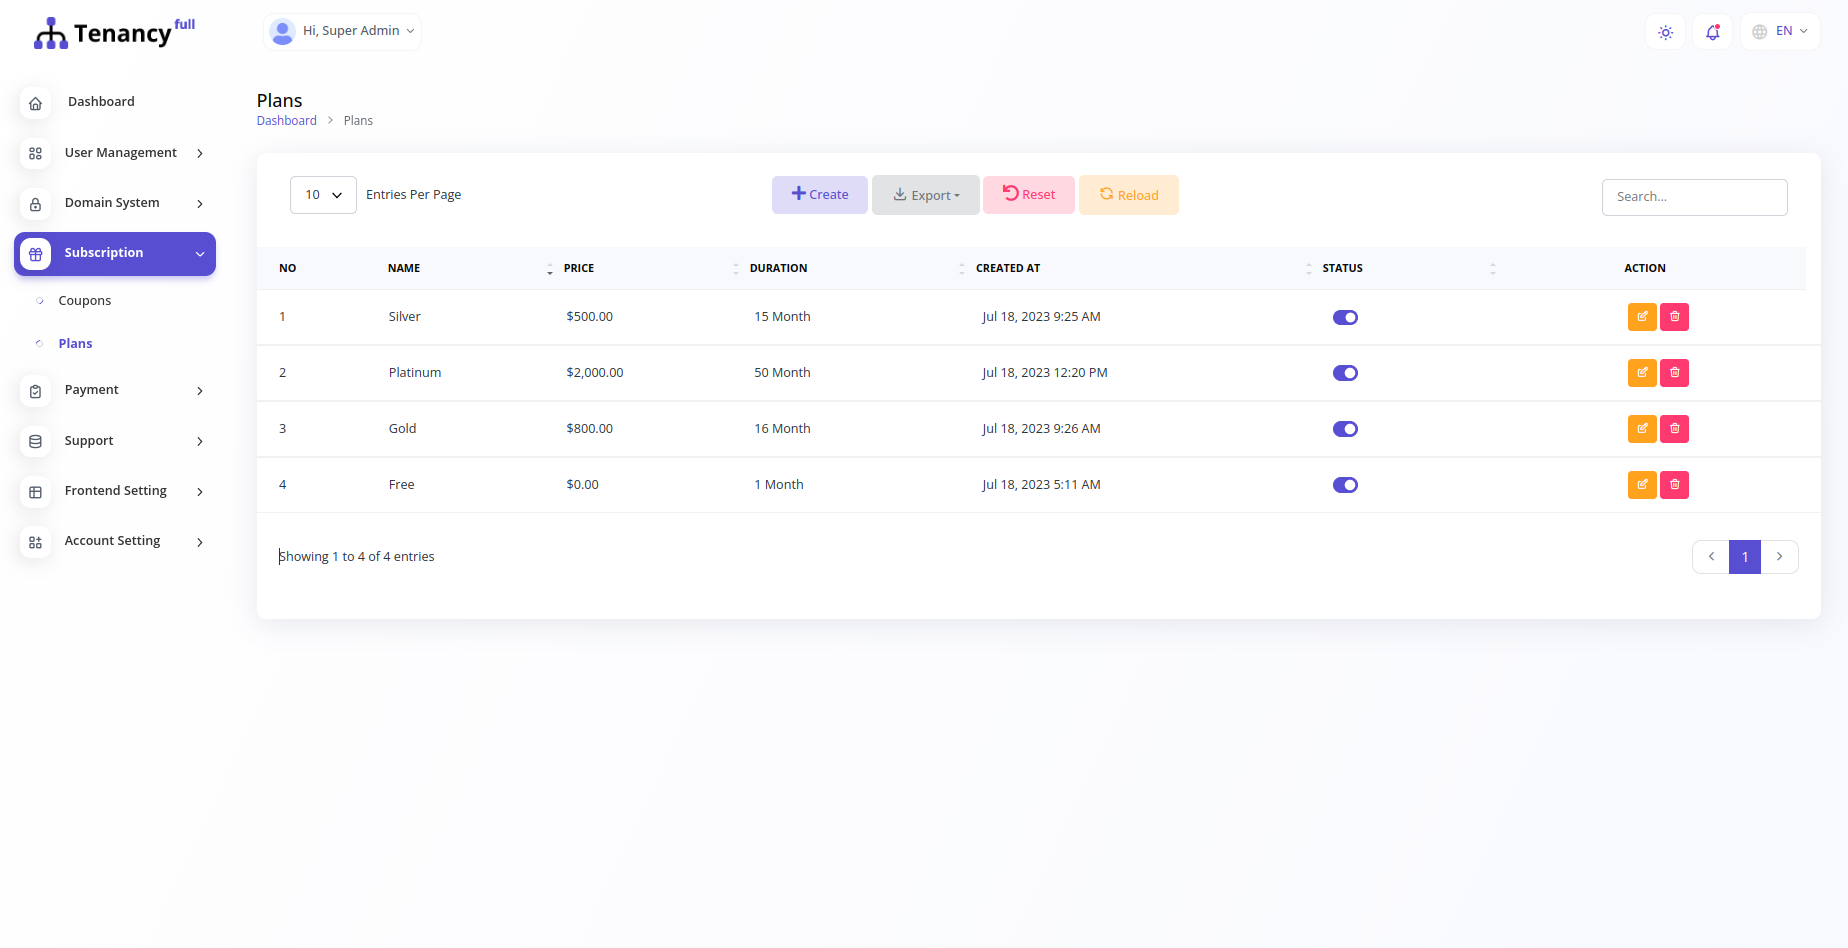 Tenancy full
Hi, Super Admin
EN
Dashboard
User Management
Domain System
Subscription
Coupons
Plans
Payment
Support
Frontend Setting
Account Setting
Plans
Dashboard > Plans
10 Entries Per Page
Create
Export
Reset
Reload
Search...
NO NAME PRICE DURATION CREATED AT STATUS ACTION
1 Silver $500.00 15 Month Jul 18, 2023 9:25 AM
2 Platinum $2,000.00 50 Month Jul 18, 2023 12:20 PM
3 Gold $800.00 16 Month Jul 18, 2023 9:26 AM
4 Free $0.00 1 Month Jul 18, 2023 5:11 AM
Showing 1 to 4 of 4 entries
1